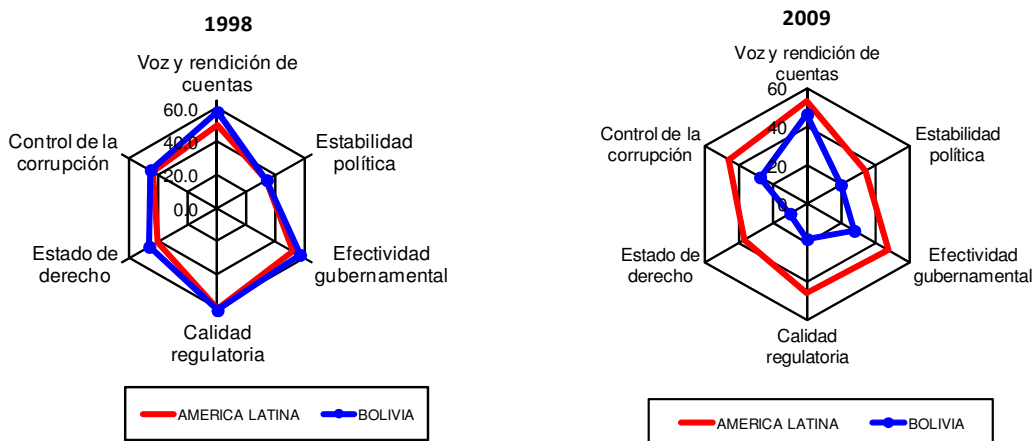 1998
Voz y rendición de
cuentas
60.0
40.0
20.0
0.0
Estabilidad
política
Efectividad
gubernamental
Calidad
regulatoria
Estado de
derecho
Control de la
corrupción
AMERICA LATINA
BOLIVIA
2009
Voz y rendición de
cuentas
60
40
20
0
Estabilidad
política
Efectividad
gubernamental
Calidad
regulatoria
Estado de
derecho
Control de la
corrupción
AMERICA LATINA
BOLIVIA